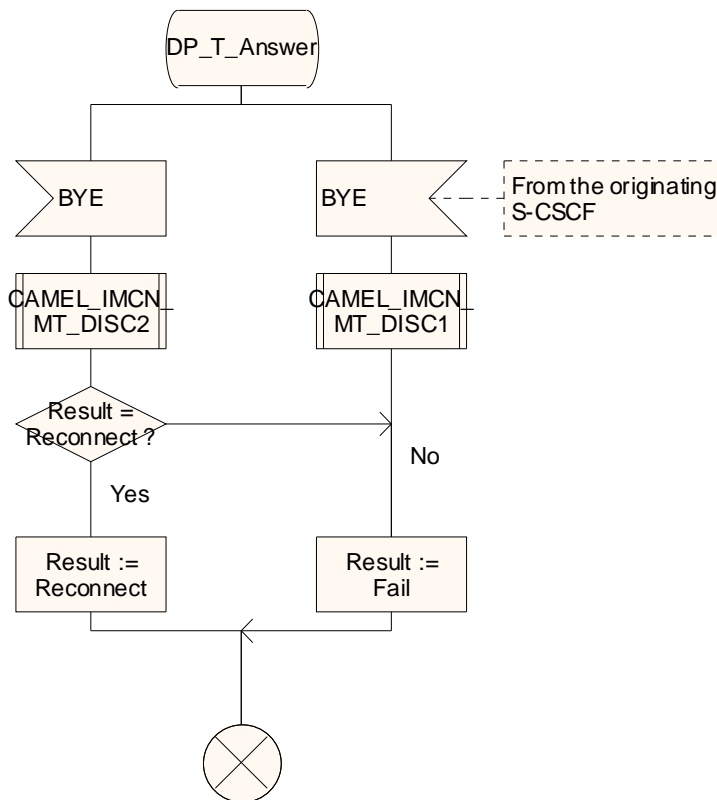 DP_T_Answer
BYE
BYE
From the originating
S-CSCF
CAMEL_IMCN_
MT_DISC2
CAMEL_IMCN_
MT_DISC1
Result =
Reconnect ?
No
Yes
Result :=
Reconnect
Result :=
Fail